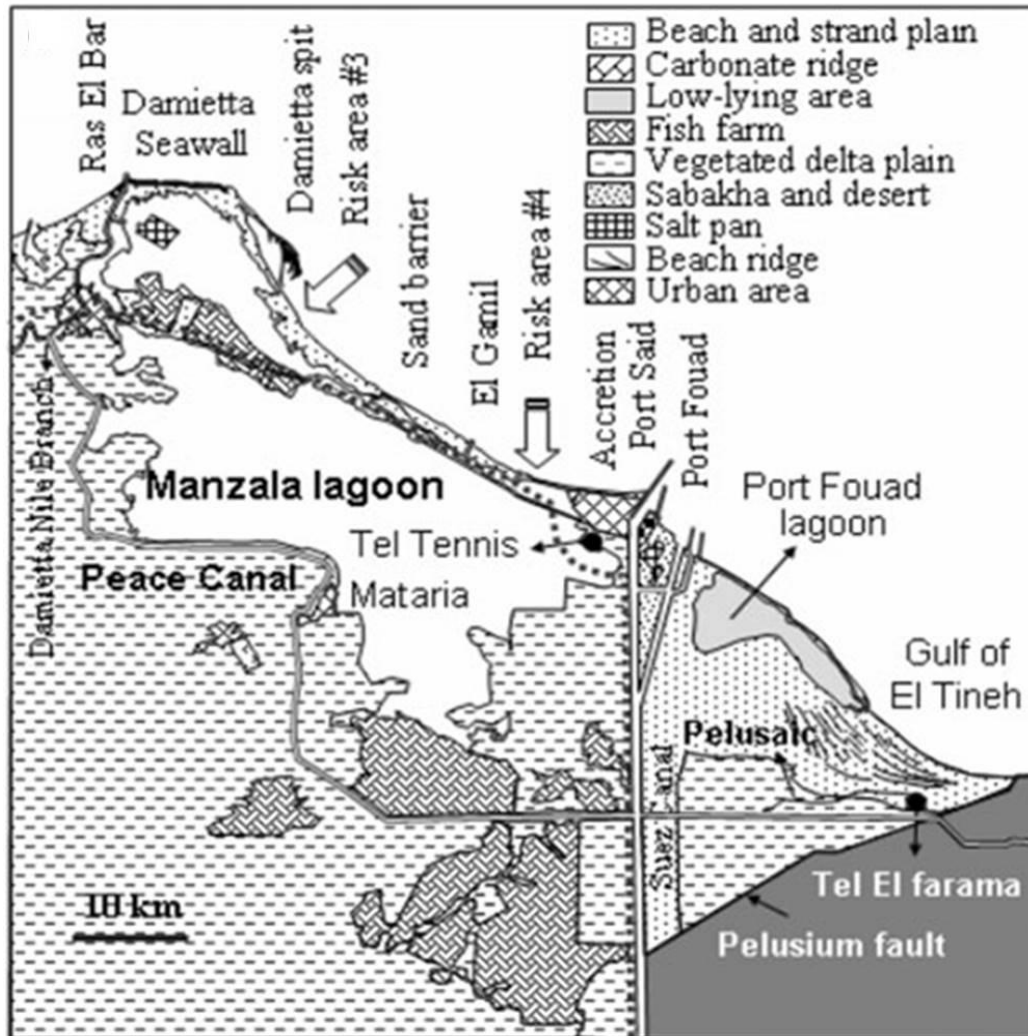 Beach and strand plain
Carbonate ridge
Low-lying area
Fish farm
Vegetated delta plain
Sabakha and desert
Salt pan
Beach ridge
Urban area
Ras El Bar
Damietta
Seawall
Damietta spit
Risk area #3
Sand barrier
El Gamil
Risk area #4
Accretion
Port Said
Port Fouad
Port Fouad
lagoon
Manzala lagoon
Tel Tennis
Mataria
Peace Canal
Damietta Nile Branch
Gulf of
El Tineh
Pelusaic
Suez anal
Tel El farama
Pelusium fault
10 km